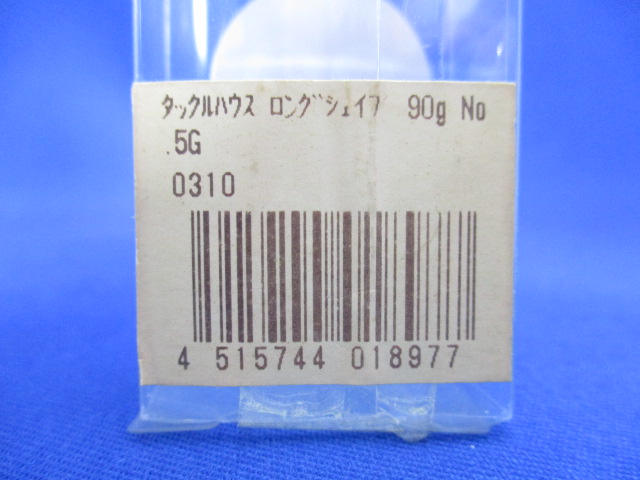 ﾀｯｸﾙﾊｳｽ ﾛﾝｸﾞｼｪｲﾌ 90g No
.5G
0310
4 515744 018977